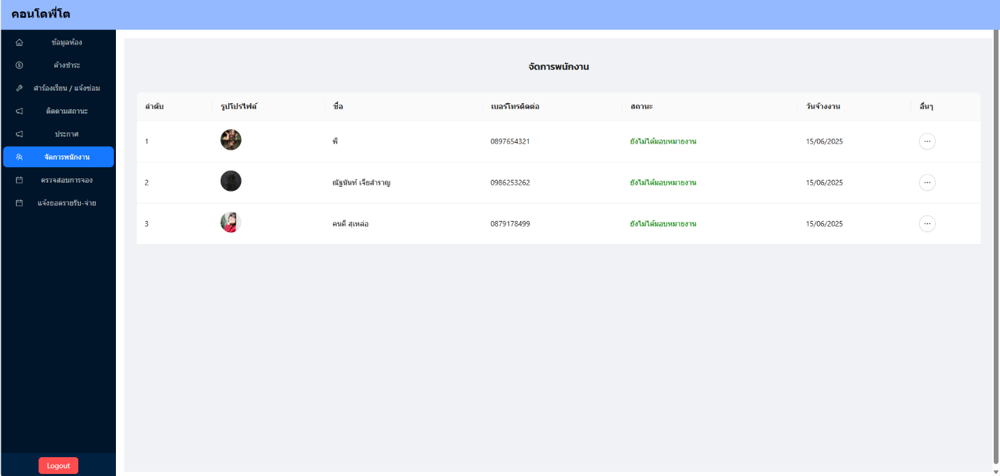 คอนโดพี่โต
ข้อมูลห้อง
ค้างชำระ
คำร้องเรียน / แจ้งซ่อม
ติดตามสถานะ
ประกาศ
จัดการพนักงาน
ตรวจสอบการจอง
แจ้งยอดรายรับ-จ่าย
Logout
จัดการพนักงาน
ลำดับ รูปโปรไฟล์ ชื่อ เบอร์โทรติดต่อ สถานะ วันจ้างงาน อื่นๆ
1 พี 0897654321 ยังไม่ได้มอบหมายงาน 15/06/2025
2 ณัฐนันท์ เจียสำราญ 0986253262 ยังไม่ได้มอบหมายงาน 15/06/2025
3 คนดี สุเหล่อ 0879178499 ยังไม่ได้มอบหมายงาน 15/06/2025